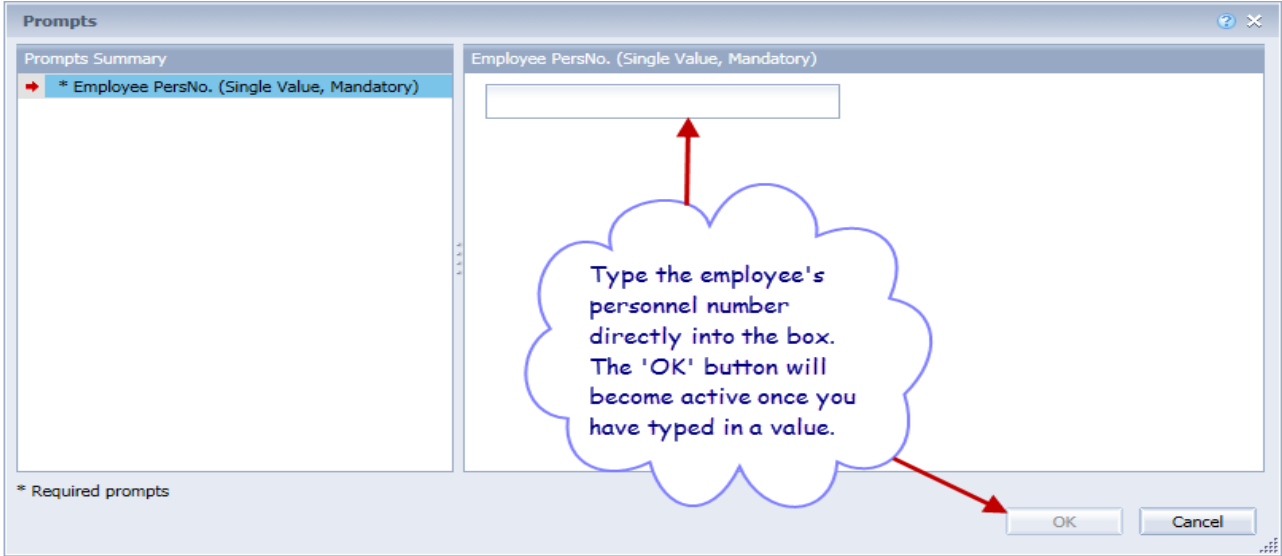 Prompts
Prompts Summary
* Employee PersNo. (Single Value, Mandatory)
Employee PersNo. (Single Value, Mandatory)
Type the employee's
personnel number
directly into the box.
The 'OK' button will
become active once you
have typed in a value.
* Required prompts
OK
Cancel